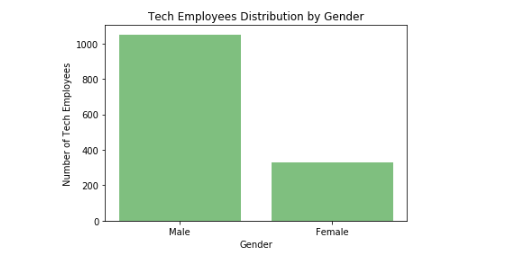 Tech Employees Distribution by Gender
1000
800
600
400
200
0
Number of Tech Employees
Male Female
Gender